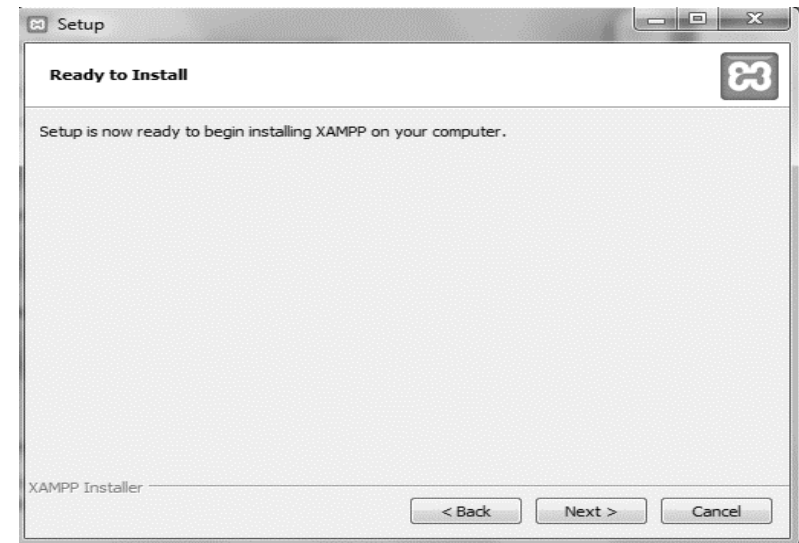 Setup
Ready to Install
Setup is now ready to begin installing XAMPP on your computer.
XAMPP Installer
< Back Next > Cancel